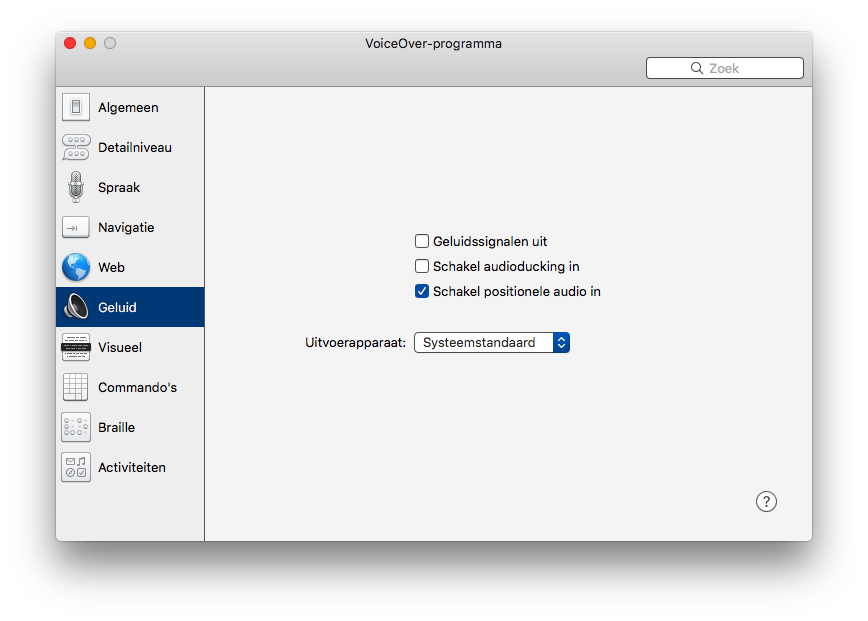 VoiceOver-programma
Zoek
Algemeen
Detailniveau
Spraak
Navigatie
Web
Geluid
Visueel
Commando's
Braille
Activiteiten
Geluidssignalen uit
Schakel audioducking in
Schakel positionele audio in
Uitvoerapparaat: Systeemstandaard
?